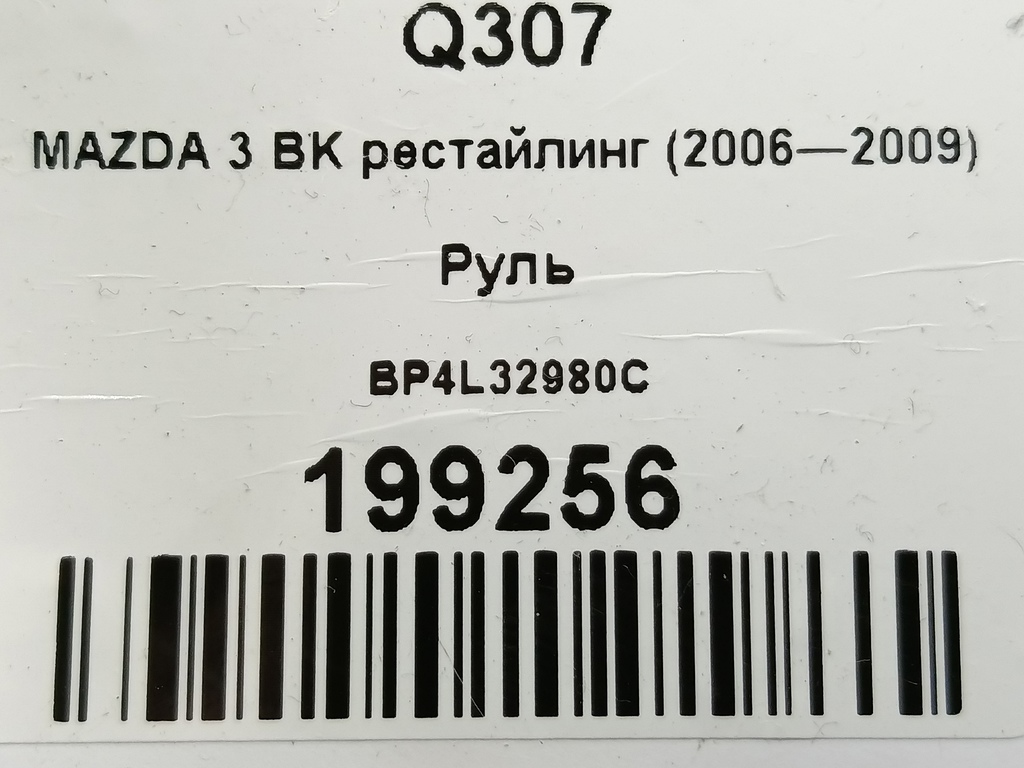 Q307
MAZDA 3 BK рестайлинг (2006—2009)
Руль
BP4L32980C
199256